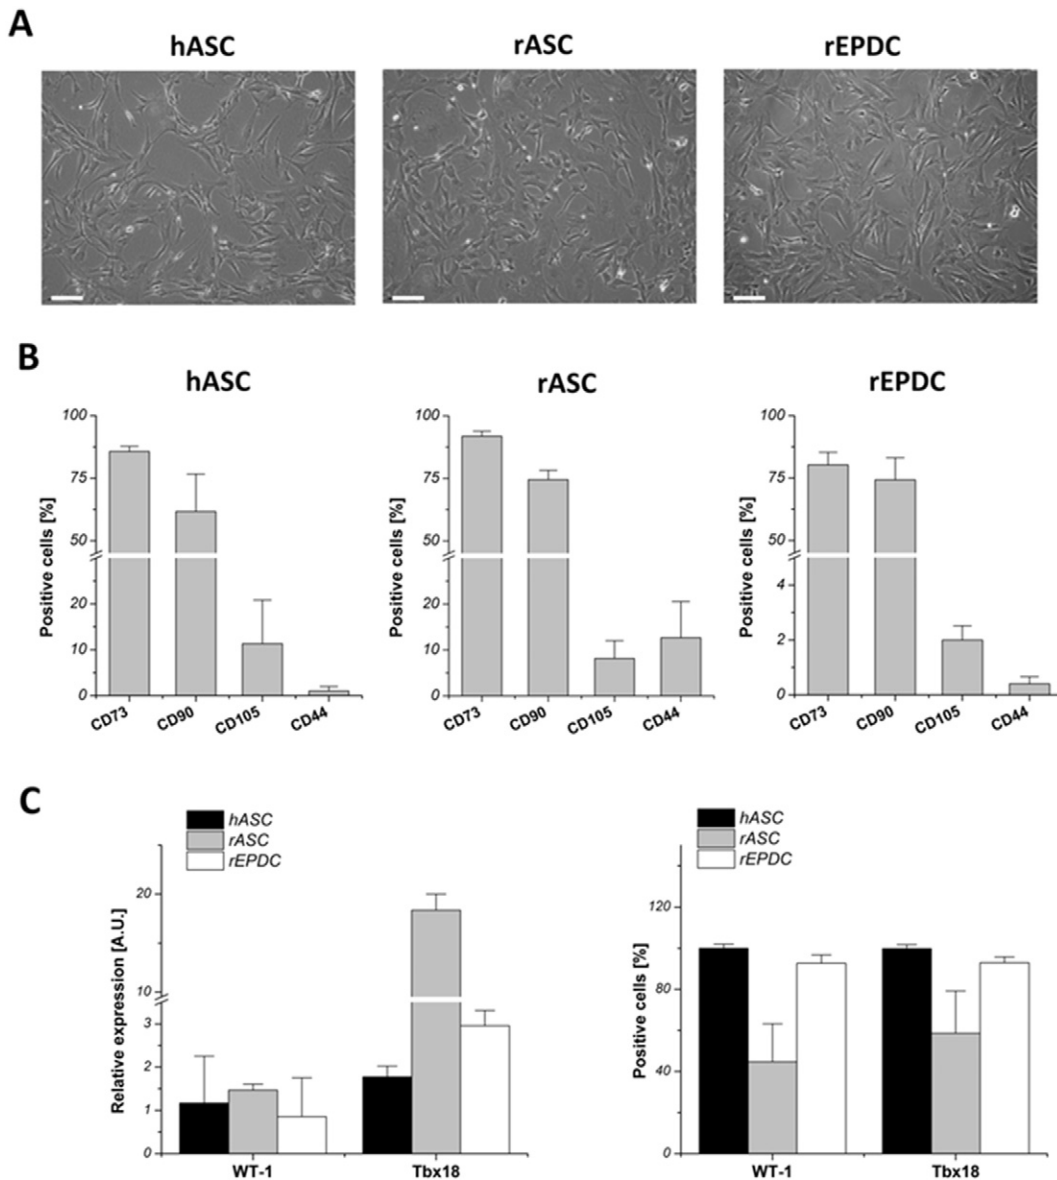 A
hASC rASC rEPDC
B
hASC rASC rEPDC
Positive cells [%]
100
75
50
20
10
0
CD73 CD90 CD105 CD44
Positive cells [%]
100
75
50
20
10
0
CD73 CD90 CD105 CD44
Positive cells [%]
100
75
50
4
2
0
CD73 CD90 CD105 CD44
C
hASC
rASC
rEPDC
Relative expression [A.U.]
20
10
3
2
1
0
WT-1 Tbx18
hASC
rASC
rEPDC
Positive cells [%]
120
80
40
0
WT-1 Tbx18